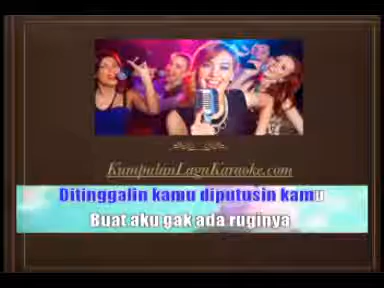 KumpulanLaguKaraoke.com
Ditinggalin kamu diputusin kamu
Buat aku gak ada ruginya